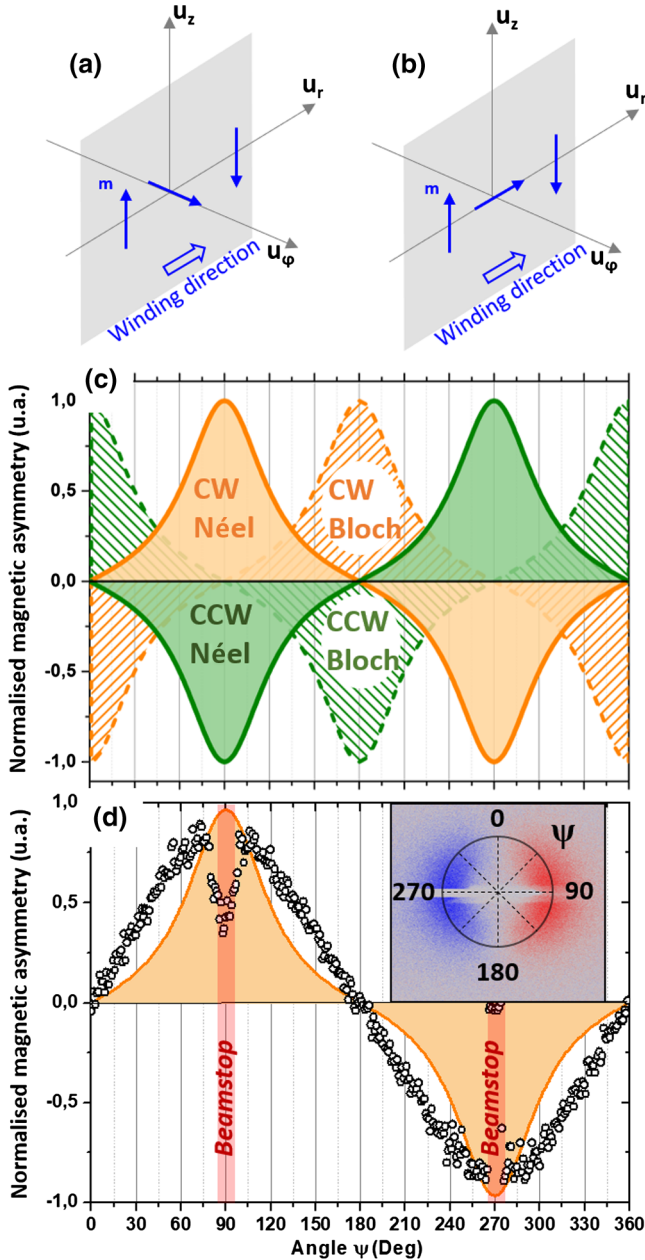 (a)
u_z
u_r
m
u_φ
Winding direction
(b)
u_z
u_r
m
u_φ
Winding direction
Normalised magnetic asymmetry (u.a.)
(c)
1,0
0,5
0,0
-0,5
-1,0
CW
Néel
CW
Bloch
CCW
Néel
CCW
Bloch
Normalised magnetic asymmetry (u.a.)
(d)
1,0
0,5
0,0
-0,5
-1,0
0
ψ
270
90
180
Beamstop
Beamstop
0 30 60 90 120 150 180 210 240 270 300 330 360
Angle ψ (Deg)